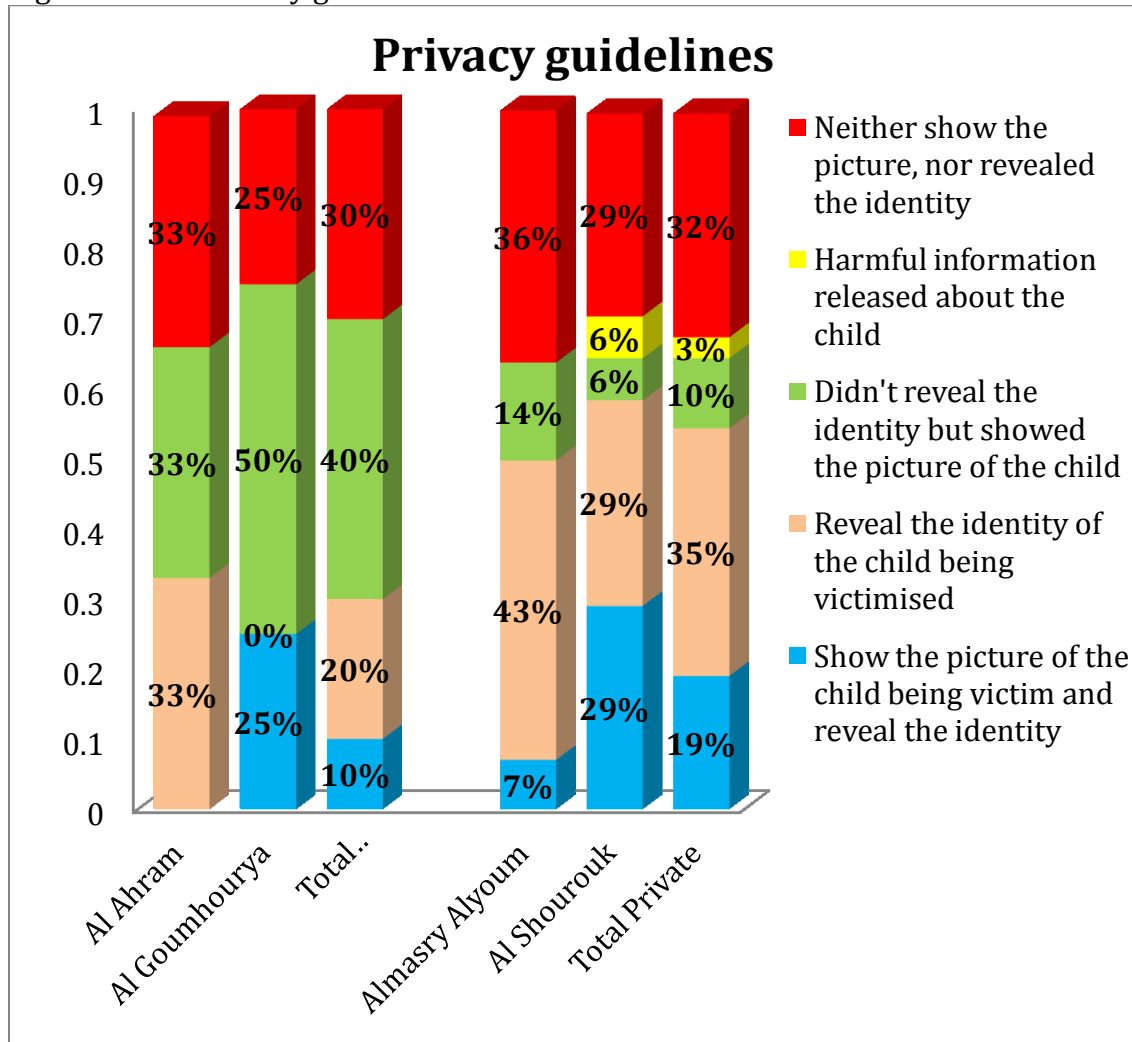 Privacy guidelines
1
0.9
0.8
0.7
0.6
0.5
0.4
0.3
0.2
0.1
0
33%
33%
33%
25%
50%
0%
25%
30%
40%
20%
10%
36%
14%
43%
7%
29%
6%
6%
29%
29%
32%
3%
10%
35%
19%
Al Ahram
Al Goumhourya
Total..
Almasry Alyoum
Al Shourouk
Total Private
Neither show the
picture, nor revealed
the identity
Harmful information
released about the
child
Didn't reveal the
identity but showed
the picture of the child
Reveal the identity of
the child being
victimised
Show the picture of the
child being victim and
reveal the identity